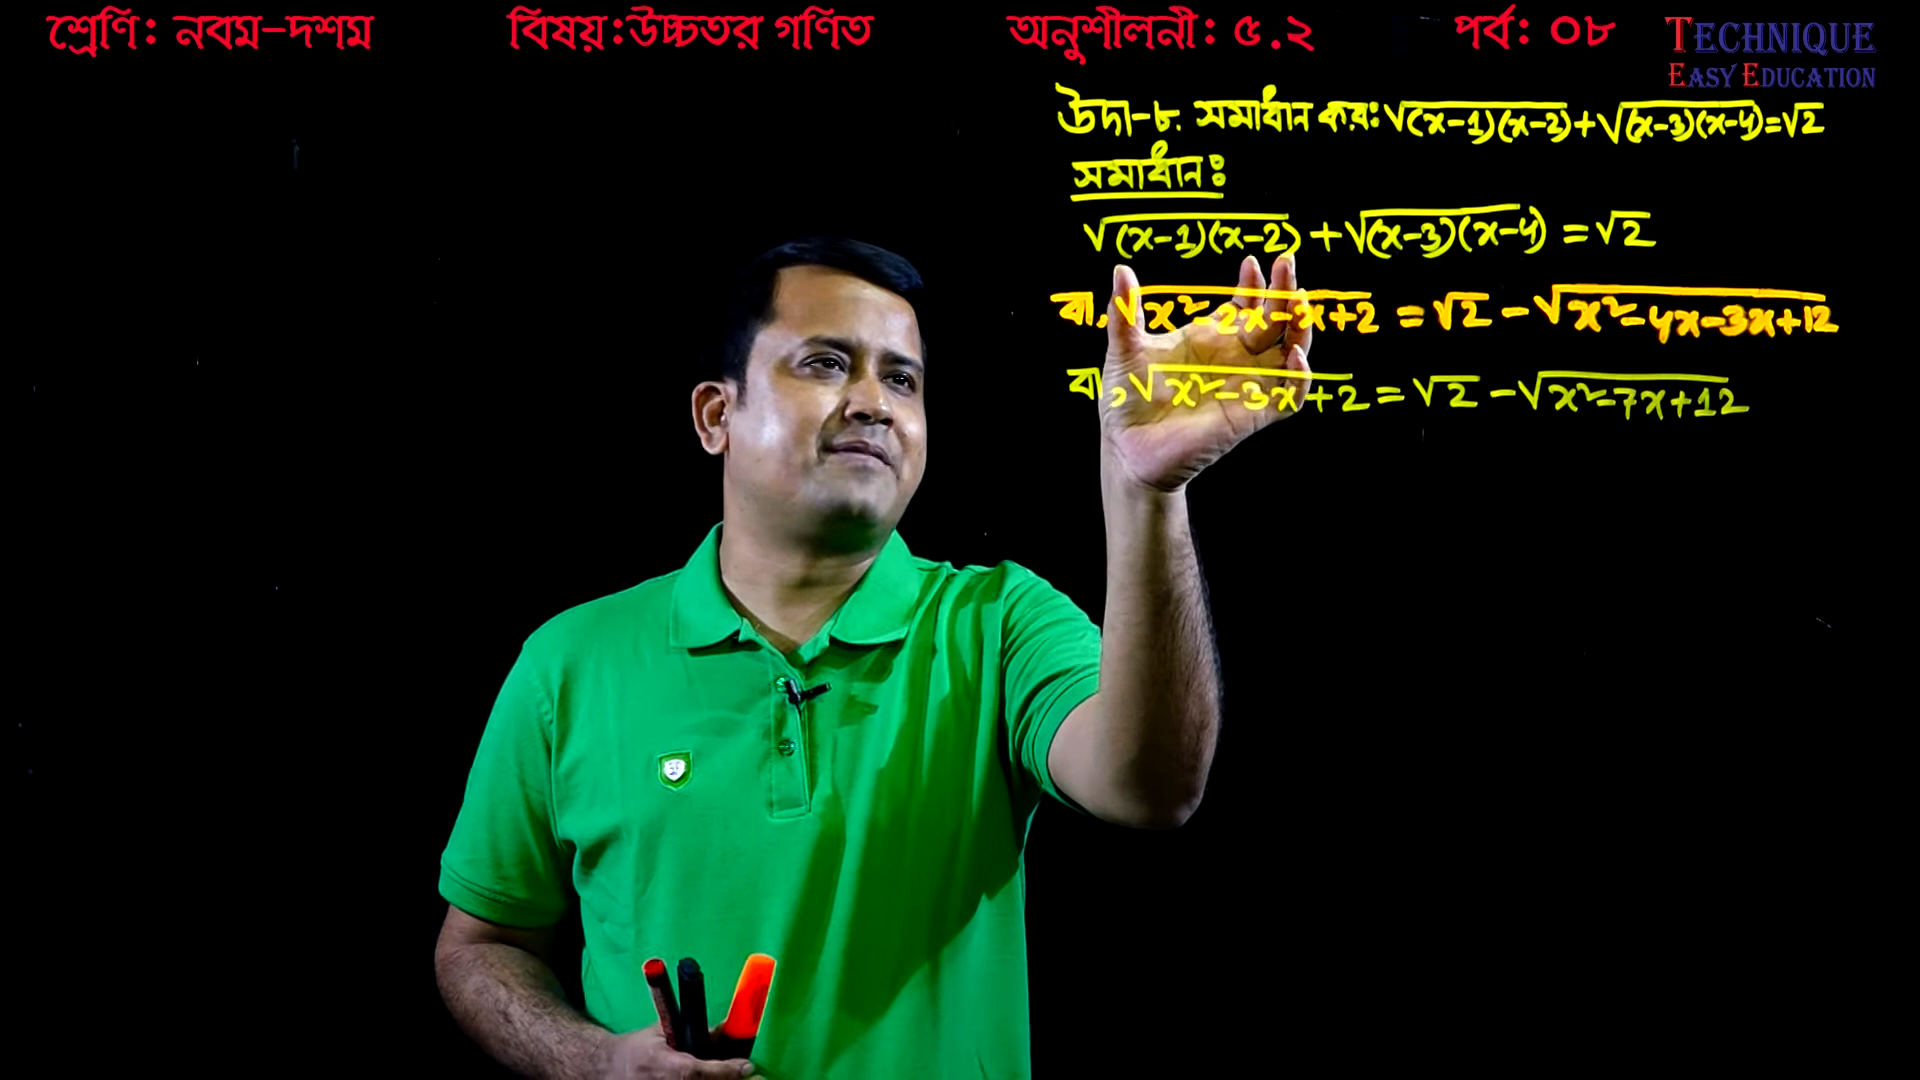 শ্রেণি: নবম-দশম বিষয়:উচ্চতর গণিত অনুশীলনী: ৫.২ পর্ব: ০৮
TECHNIQUE
EASY EDUCATION
উদা-৮. সমাধান কর: √(x-1)(x-2)+√(x-3)(x-4)=√2
সমাধান:
√(x-1)(x-2) + √(x-3)(x-4) = √2
বা, √x²-2x-x+2 = √2 - √x²-4x-3x+12
বা, √x²-3x+2 = √2 - √x²-7x+12